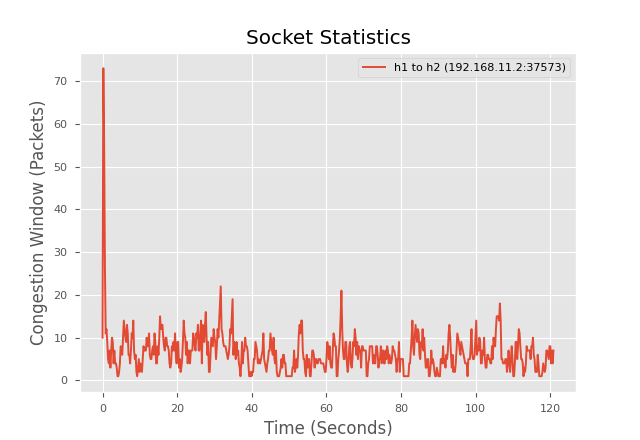 Socket Statistics
h1 to h2 (192.168.11.2:37573)
Congestion Window (Packets)
70
60
50
40
30
20
10
0
0 20 40 60 80 100 120
Time (Seconds)